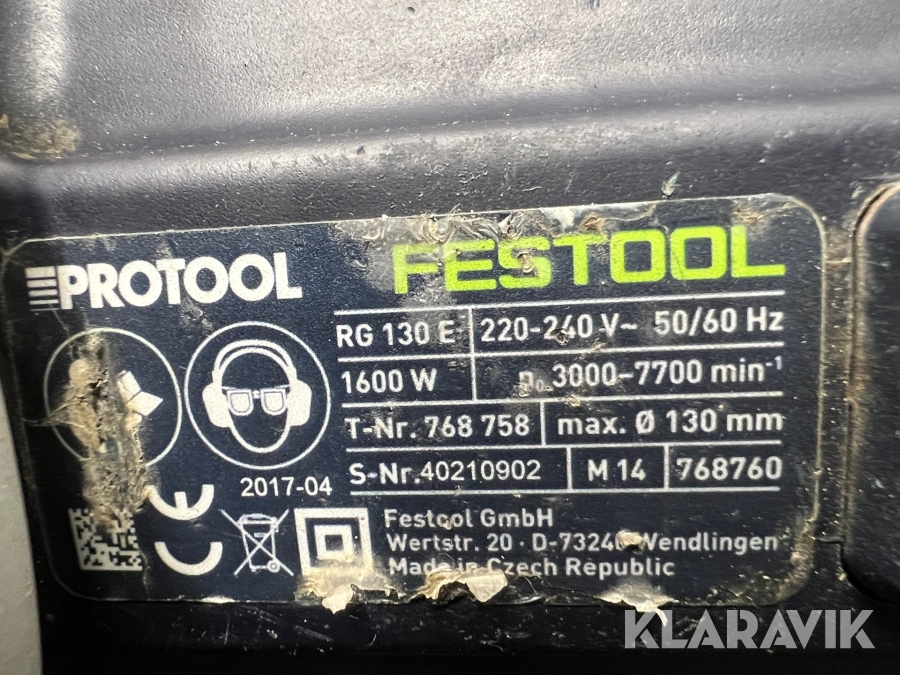 PROTOOL
FESTOOL
RG 130 E
220-240 V~ 50/60 Hz
1600 W
n₀ 3000-7700 min⁻¹
T-Nr. 768 758
max. Ø 130 mm
S-Nr. 40210902
M 14
768760
2017-04
CE
Festool GmbH
Wertstr. 20 · Wendlingen
Made in Czech Republic
KLARAVIK